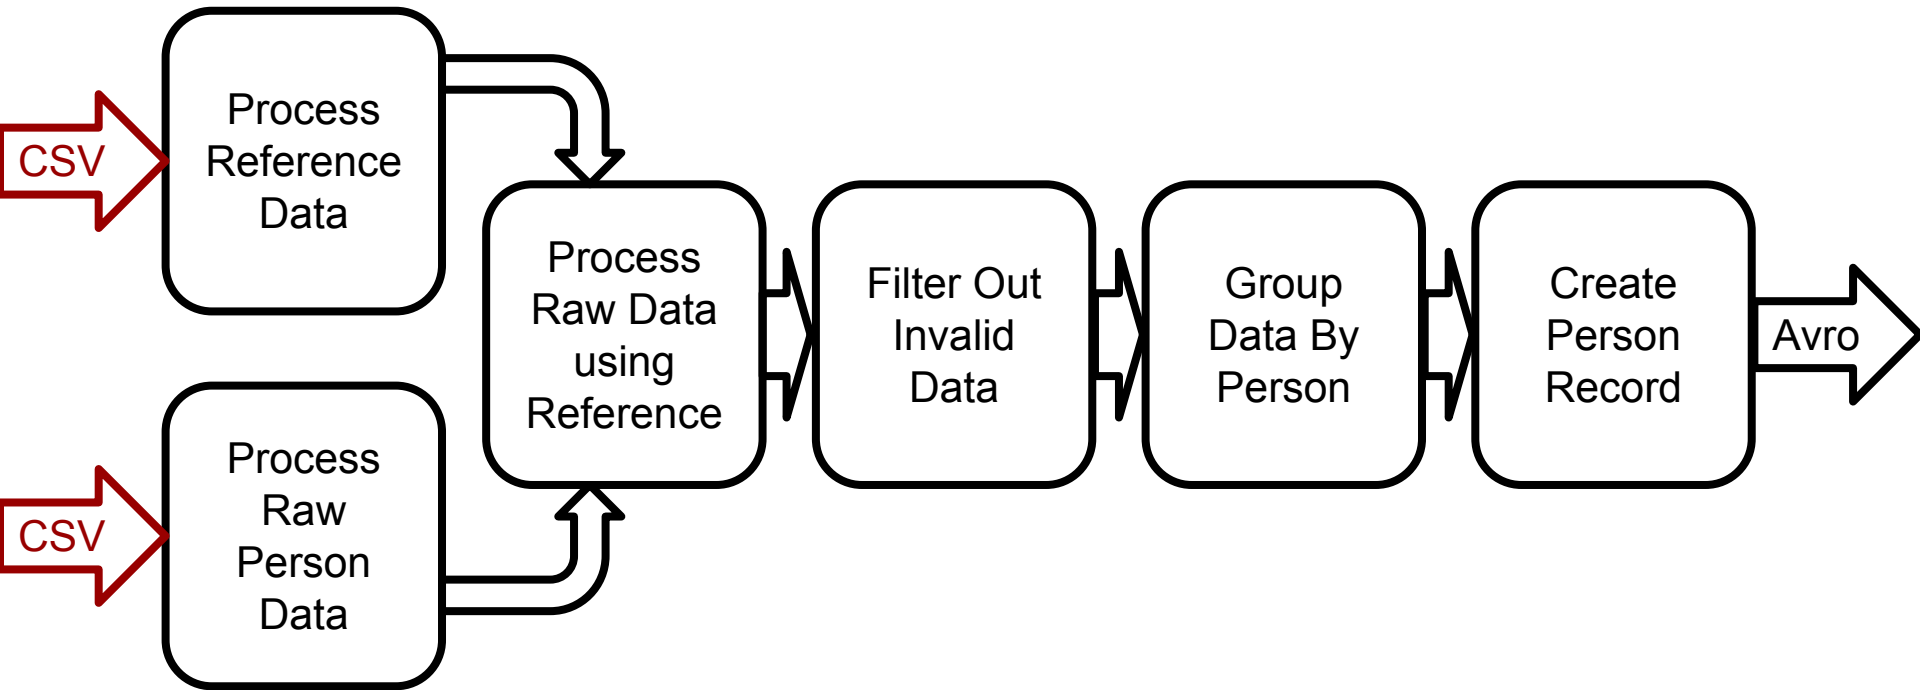 CSV
Process
Reference
Data
CSV
Process
Raw
Person
Data
Process
Raw Data
using
Reference
Filter Out
Invalid
Data
Group
Data By
Person
Create
Person
Record
Avro